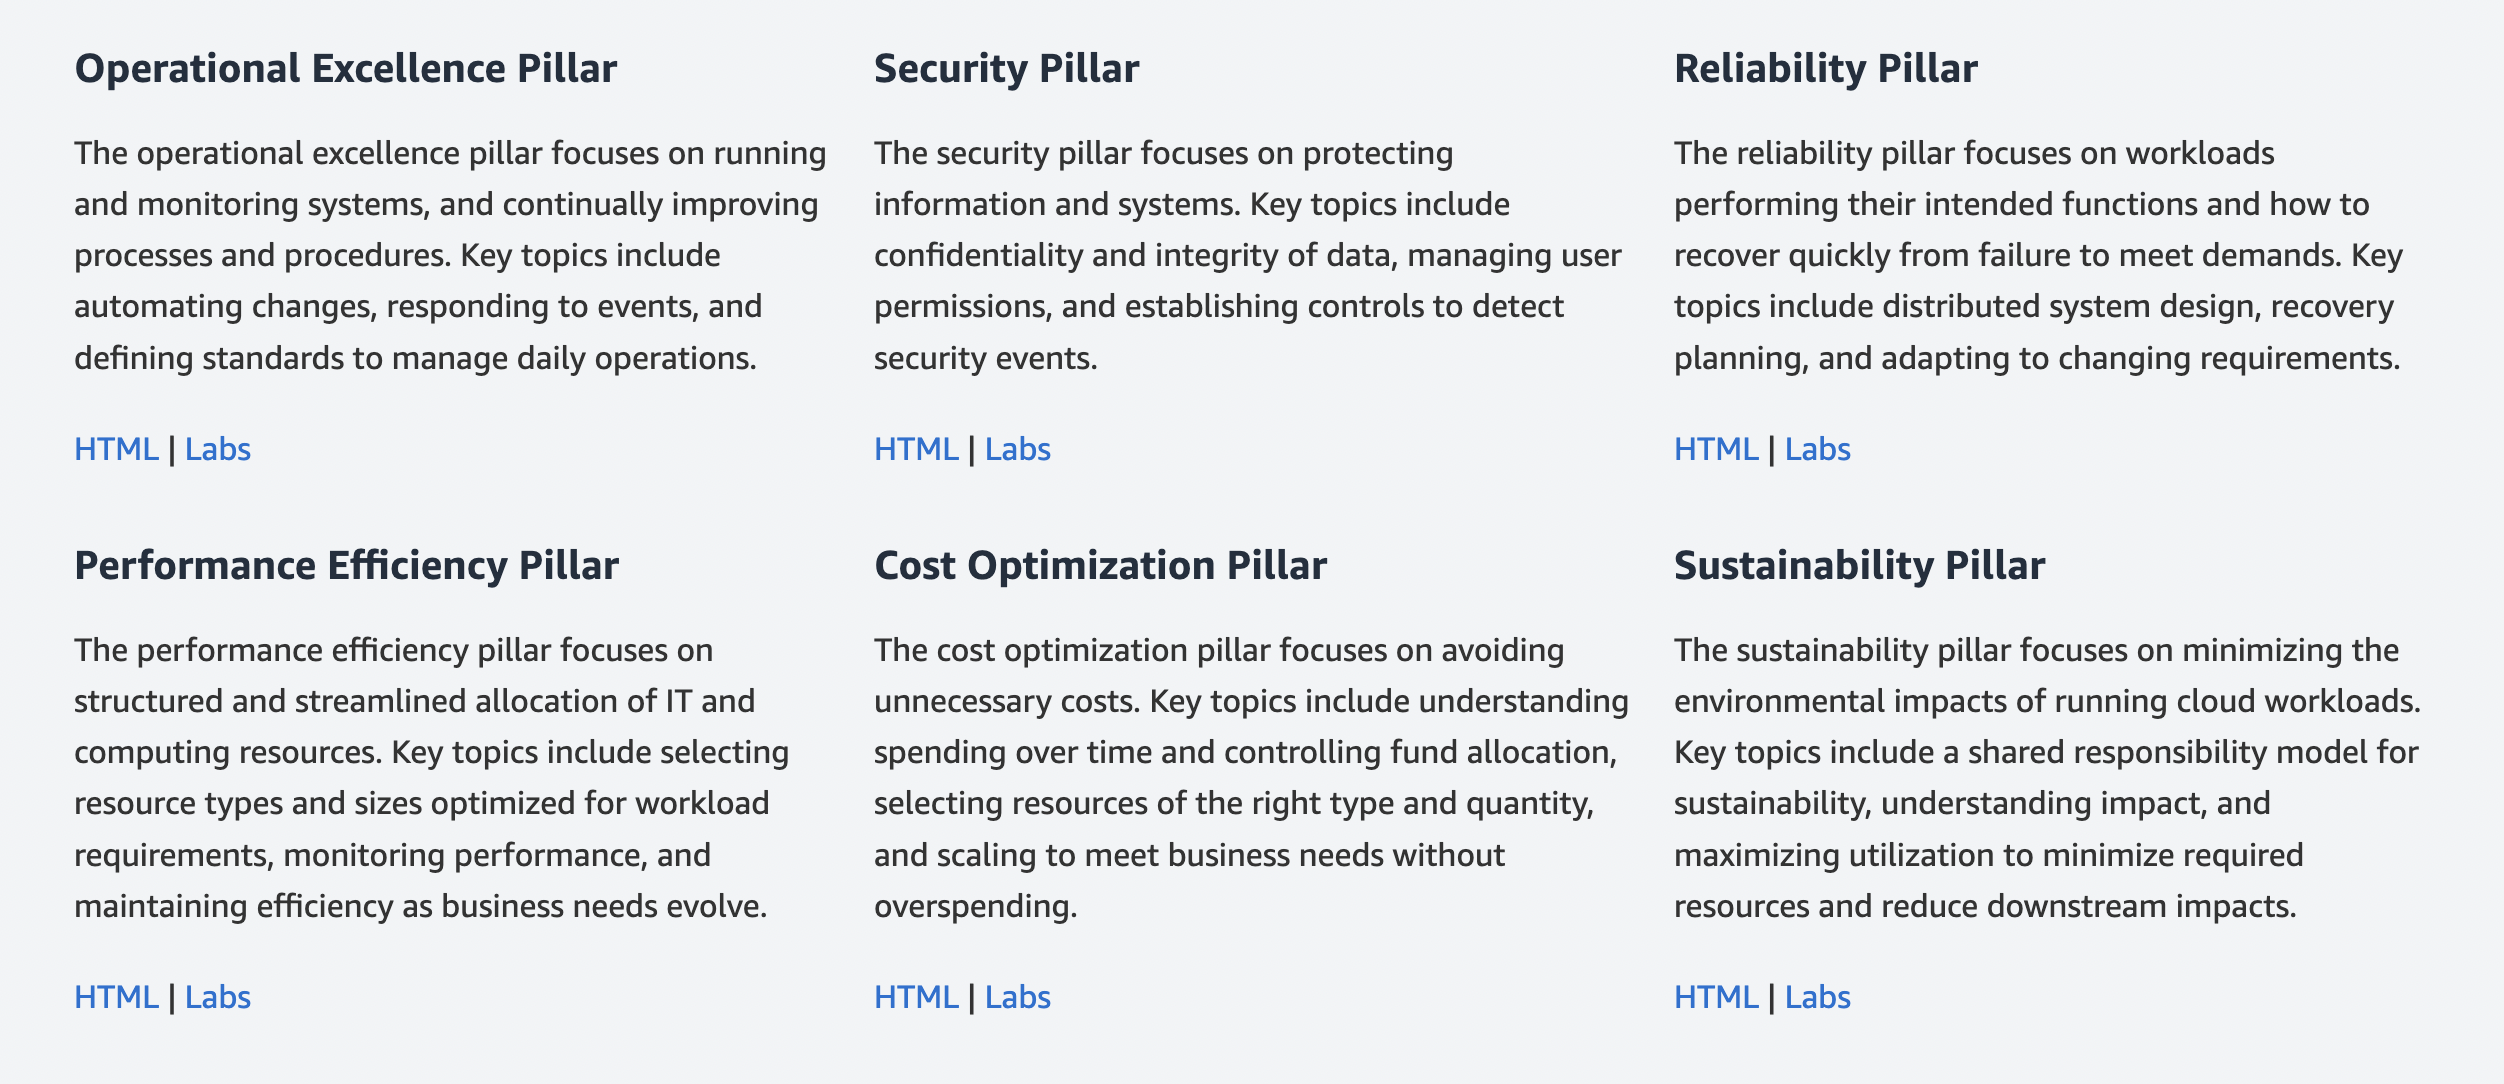 Operational Excellence Pillar
The operational excellence pillar focuses on running
and monitoring systems, and continually improving
processes and procedures. Key topics include
automating changes, responding to events, and
defining standards to manage daily operations.
HTML | Labs
Security Pillar
The security pillar focuses on protecting
information and systems. Key topics include
confidentiality and integrity of data, managing user
permissions, and establishing controls to detect
security events.
HTML | Labs
Reliability Pillar
The reliability pillar focuses on workloads
performing their intended functions and how to
recover quickly from failure to meet demands. Key
topics include distributed system design, recovery
planning, and adapting to changing requirements.
HTML | Labs
Performance Efficiency Pillar
The performance efficiency pillar focuses on
structured and streamlined allocation of IT and
computing resources. Key topics include selecting
resource types and sizes optimized for workload
requirements, monitoring performance, and
maintaining efficiency as business needs evolve.
HTML | Labs
Cost Optimization Pillar
The cost optimization pillar focuses on avoiding
unnecessary costs. Key topics include understanding
spending over time and controlling fund allocation,
selecting resources of the right type and quantity,
and scaling to meet business needs without
overspending.
HTML | Labs
Sustainability Pillar
The sustainability pillar focuses on minimizing the
environmental impacts of running cloud workloads.
Key topics include a shared responsibility model for
sustainability, understanding impact, and
maximizing utilization to minimize required
resources and reduce downstream impacts.
HTML | Labs